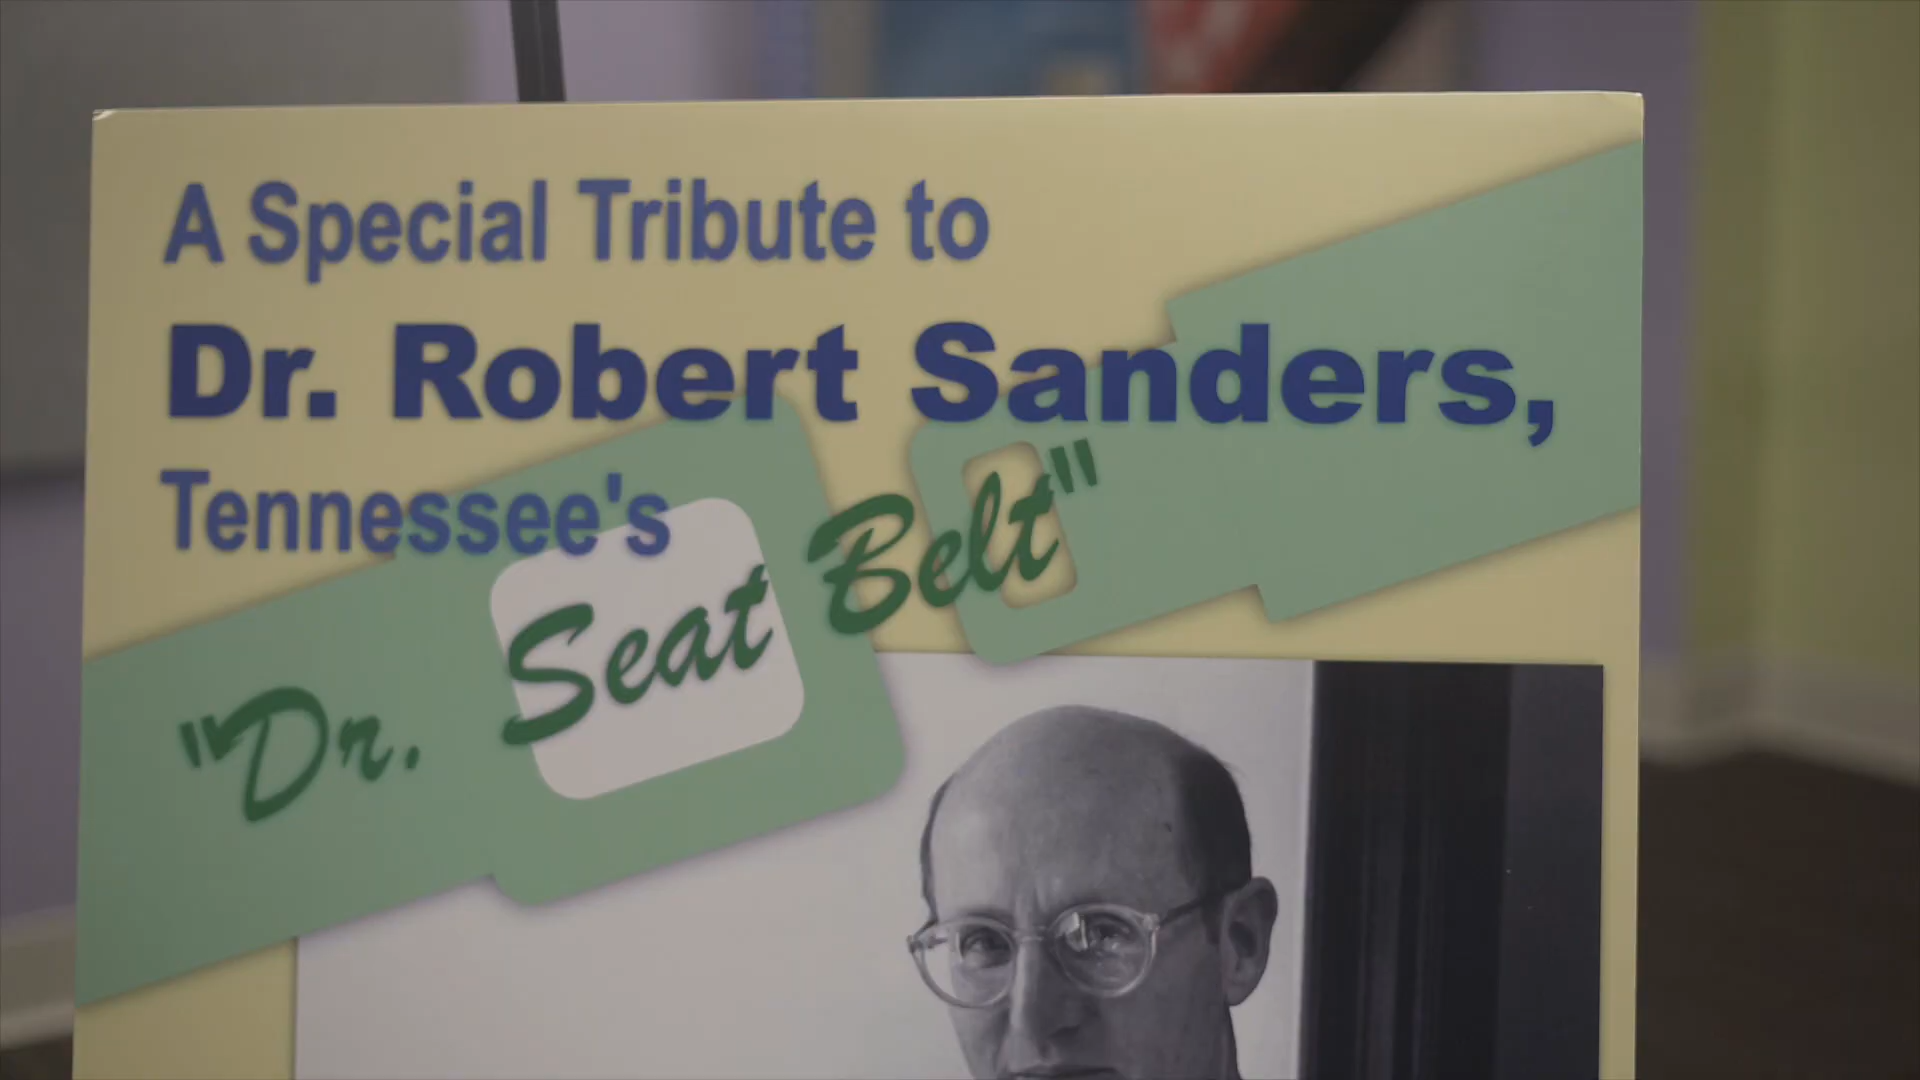 A Special Tribute to
Dr. Robert Sanders,
Tennessee's
"Dr. Seat Belt"